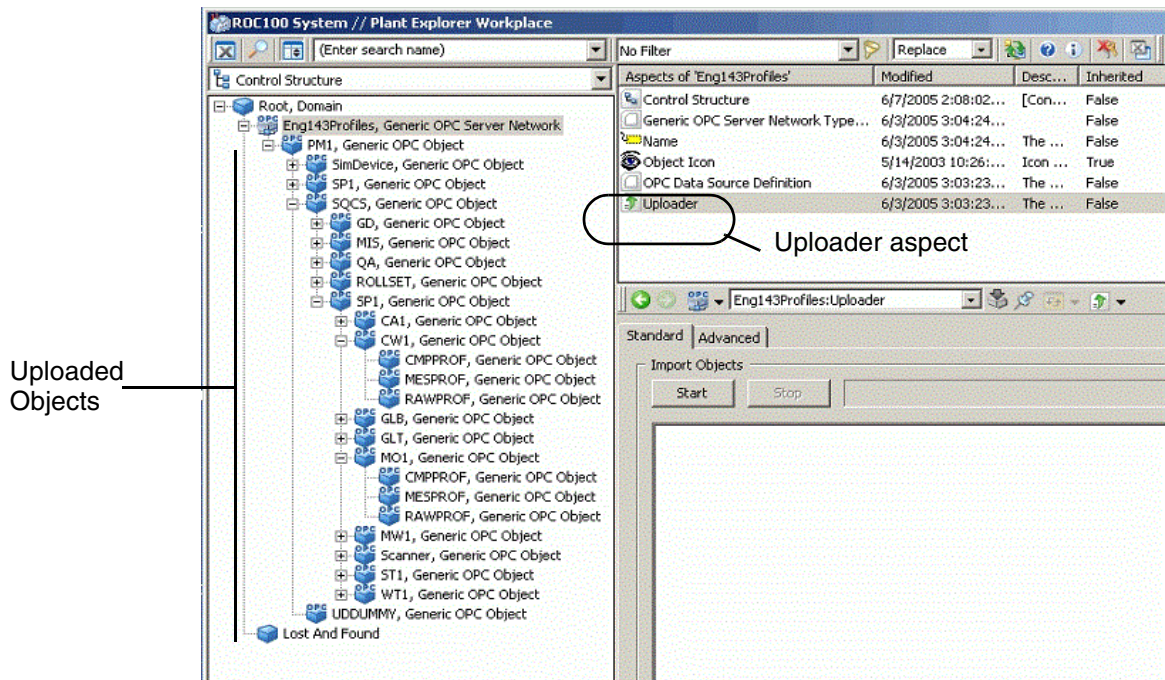 ROC100 System // Plant Explorer Workplace
(Enter search name)
No Filter
Replace
Control Structure
Aspects of 'Eng143Profiles' Modified Desc... Inherited
Control Structure 6/7/2005 2:08:02... [Con... False
Generic OPC Server Network Type... 6/3/2005 3:04:24... False
Name 6/3/2005 3:04:24... The ... False
Object Icon 5/14/2003 10:26:... Icon ... True
OPC Data Source Definition 6/3/2005 3:03:23... The ... False
Uploader 6/3/2005 3:03:23... The ... False
Uploader aspect
Root, Domain
Eng143Profiles, Generic OPC Server Network
PM1, Generic OPC Object
SimDevice, Generic OPC Object
SP1, Generic OPC Object
SQCS, Generic OPC Object
GD, Generic OPC Object
MIS, Generic OPC Object
QA, Generic OPC Object
ROLLSET, Generic OPC Object
SP1, Generic OPC Object
CA1, Generic OPC Object
CW1, Generic OPC Object
CMPPROF, Generic OPC Object
MESPROF, Generic OPC Object
RAWPROF, Generic OPC Object
GLB, Generic OPC Object
GLT, Generic OPC Object
MO1, Generic OPC Object
CMPPROF, Generic OPC Object
MESPROF, Generic OPC Object
RAWPROF, Generic OPC Object
MW1, Generic OPC Object
Scanner, Generic OPC Object
ST1, Generic OPC Object
WT1, Generic OPC Object
UDDUMMY, Generic OPC Object
Lost And Found
Uploaded
Objects
Eng143Profiles:Uploader
Standard Advanced
Import Objects
Start Stop